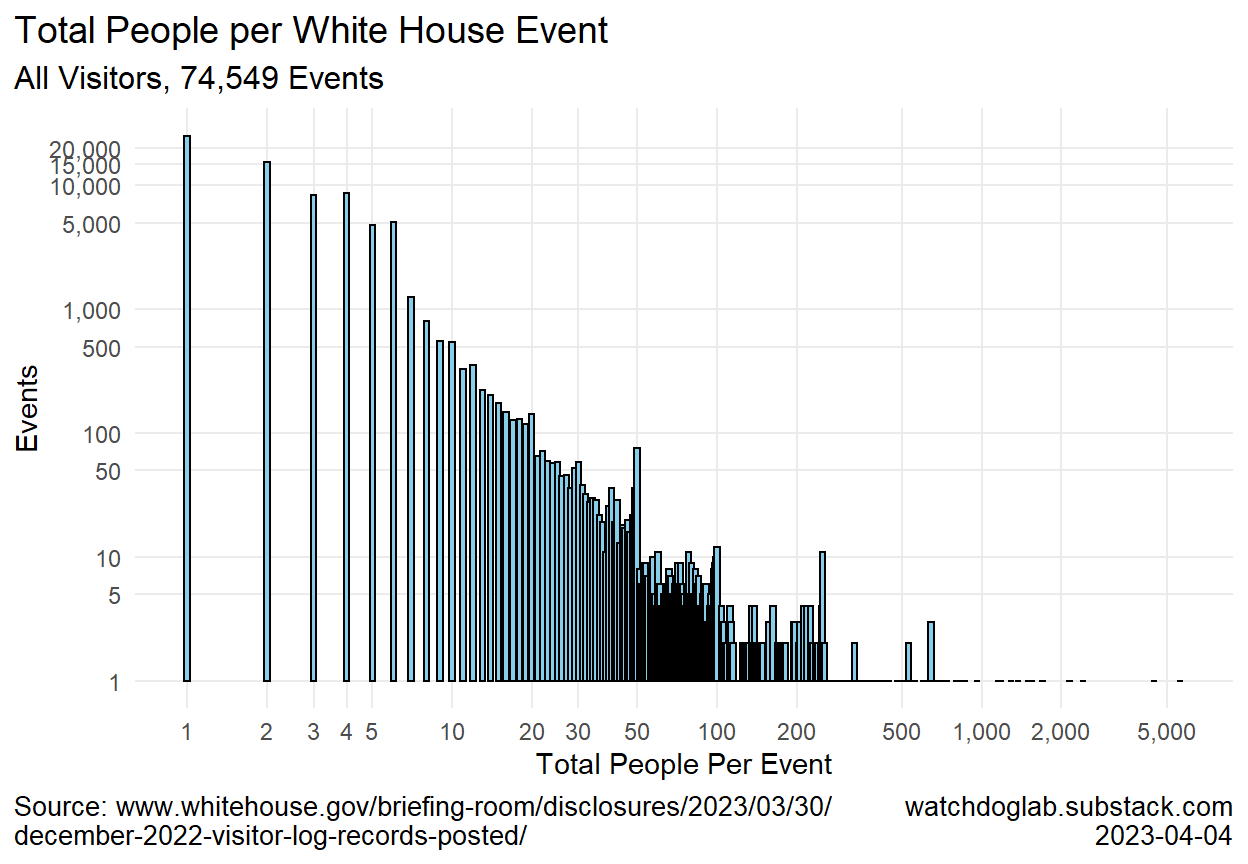 Total People per White House Event
All Visitors, 74,549 Events
20,000
15,000
10,000
5,000
1,000
500
100
50
10
5
1
Events
1 2 3 4 5 10 20 30 50 100 200 500 1,000 2,000 5,000
Total People Per Event
Source: www.whitehouse.gov/briefing-room/disclosures/2023/03/30/
december-2022-visitor-log-records-posted/
watchdoglab.substack.com
2023-04-04